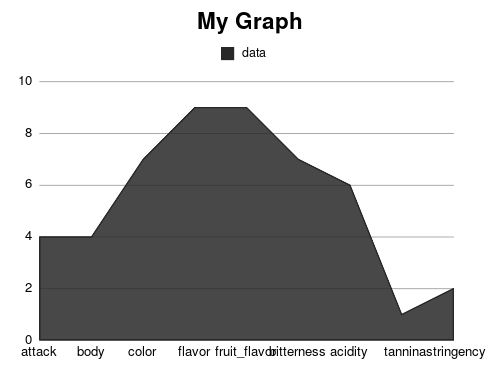 My Graph
data
10
8
6
4
2
0
attack body color flavor fruit_flavor bitterness acidity tannin astringency